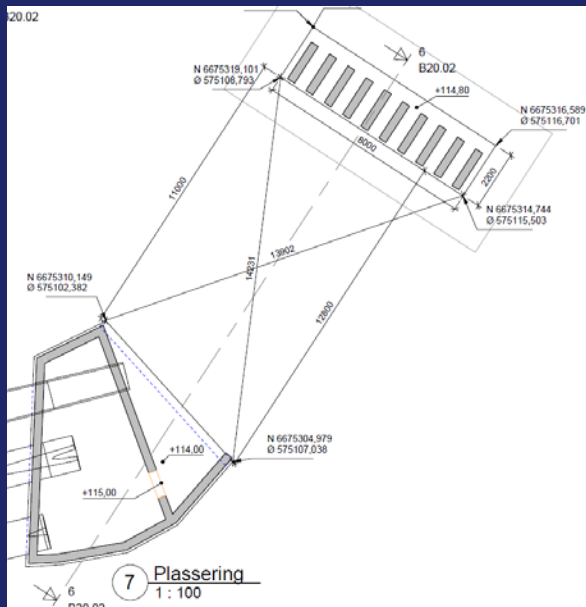 320.02
6
B20.02
N 6675319,101
Ø 575108,793
+114,80
N 6675316,589
Ø 575116,701
8000
2200
11000
N 6675314,744
Ø 575115,503
13902
14231
12800
N 6675310,149
Ø 575102,382
N 6675304,979
Ø 575107,038
+114,00
+115,00
7 Plassering
1 : 100
6
B20.02